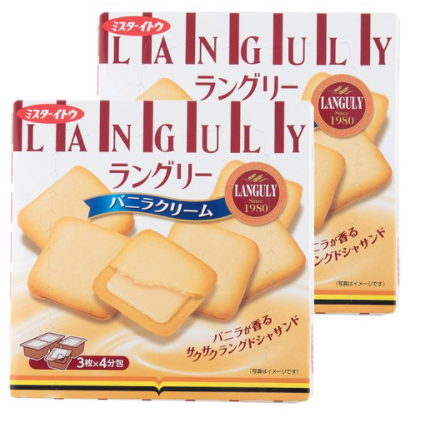 ミスターイトウ
LANGULY
ラングリー
LANGULY
Since
1980
ミスターイトウ
LANGULY
ラングリー
バニラクリーム
LANGULY
Since
1980
バニラが香る
サクサクラングドシャサンド
3枚×4分包
(写真はイメージです)
バニラが香る
ラングドシャサンド
(写真はイメージです)